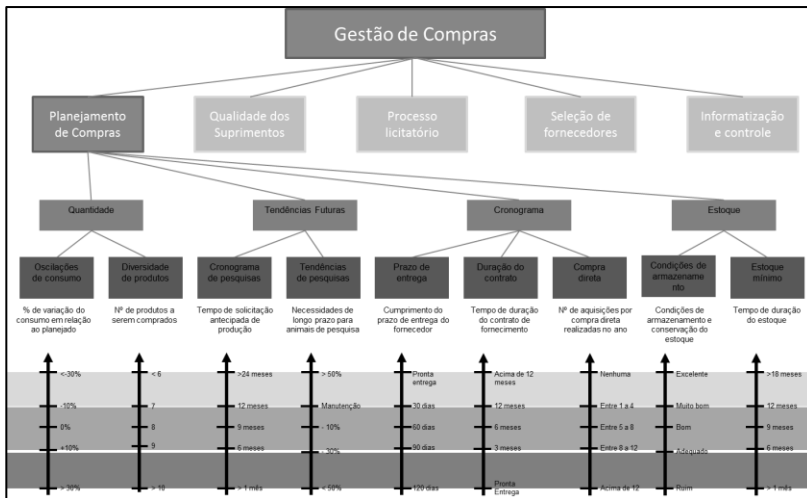 Gestão de Compras
Planejamento
de Compras
Qualidade dos
Suprimentos
Processo
licitatório
Seleção de
fornecedores
Informatização
e controle
Quantidade
Tendências Futuras
Cronograma
Estoque
Oscilações
de consumo
Diversidade
de produtos
Cronograma
de pesquisas
Tendências
de pesquisas
Prazo de
entrega
Duração do
contrato
Compra
direta
Condições de
armazename
nto
Estoque
mínimo
% de variação do
consumo em relação
ao planejado
Nº de produtos a
serem comprados
Tempo de solicitação
antecipada de
produção
Necessidades de
longo prazo para
animais de pesquisa
Cumprimento do
prazo de entrega do
fornecedor
Tempo de duração
do contrato de
fornecimento
Nº de aquisições por
compra direta
realizadas no ano
Condições de
armazenamento e
conservação do
estoque
Tempo de duração
do estoque
<-30%
-10%
0%
+10%
> 30%
< 6
7
8
9
> 10
>24 meses
12 meses
9 meses
6 meses
> 1 mês
> 50%
Manutenção
- 10%
-30%
< 50%
Pronta
entrega
30 dias
60 dias
90 dias
120 dias
Acima de 12
meses
12 meses
6 meses
3 meses
Pronta
Entrega
Nenhuma
Entre 1 a 4
Entre 5 a 8
Entre 8 a 12
Acima de 12
Excelente
Muito bom
Bom
Adequado
Ruim
>18 meses
12 meses
9 meses
6 meses
> 1 mês